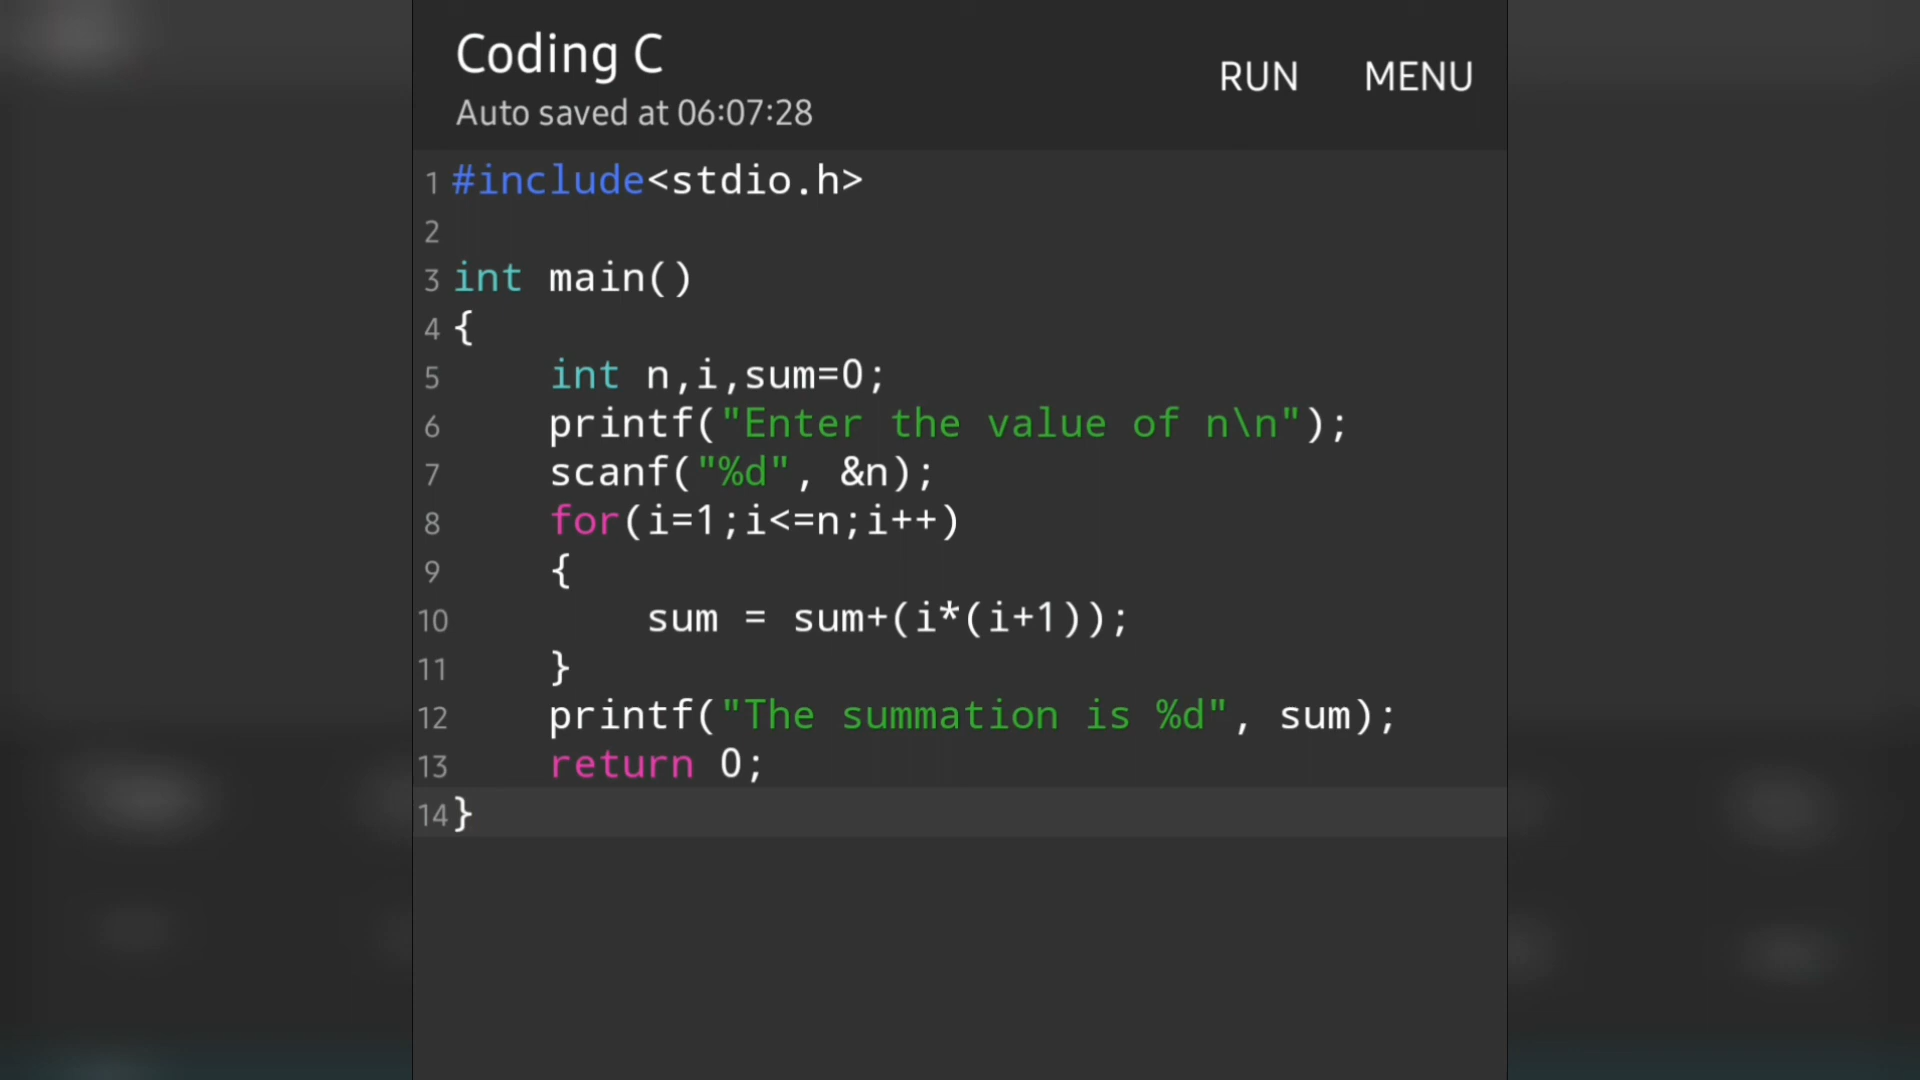 Coding C
RUN MENU
Auto saved at 06:07:28
1 #include<stdio.h>
2
3 int main()
4 {
5     int n,i,sum=0;
6     printf("Enter the value of n\n");
7     scanf("%d", &n);
8     for(i=1;i<=n;i++)
9     {
10         sum = sum+(i*(i+1));
11     }
12     printf("The summation is %d", sum);
13     return 0;
14 }